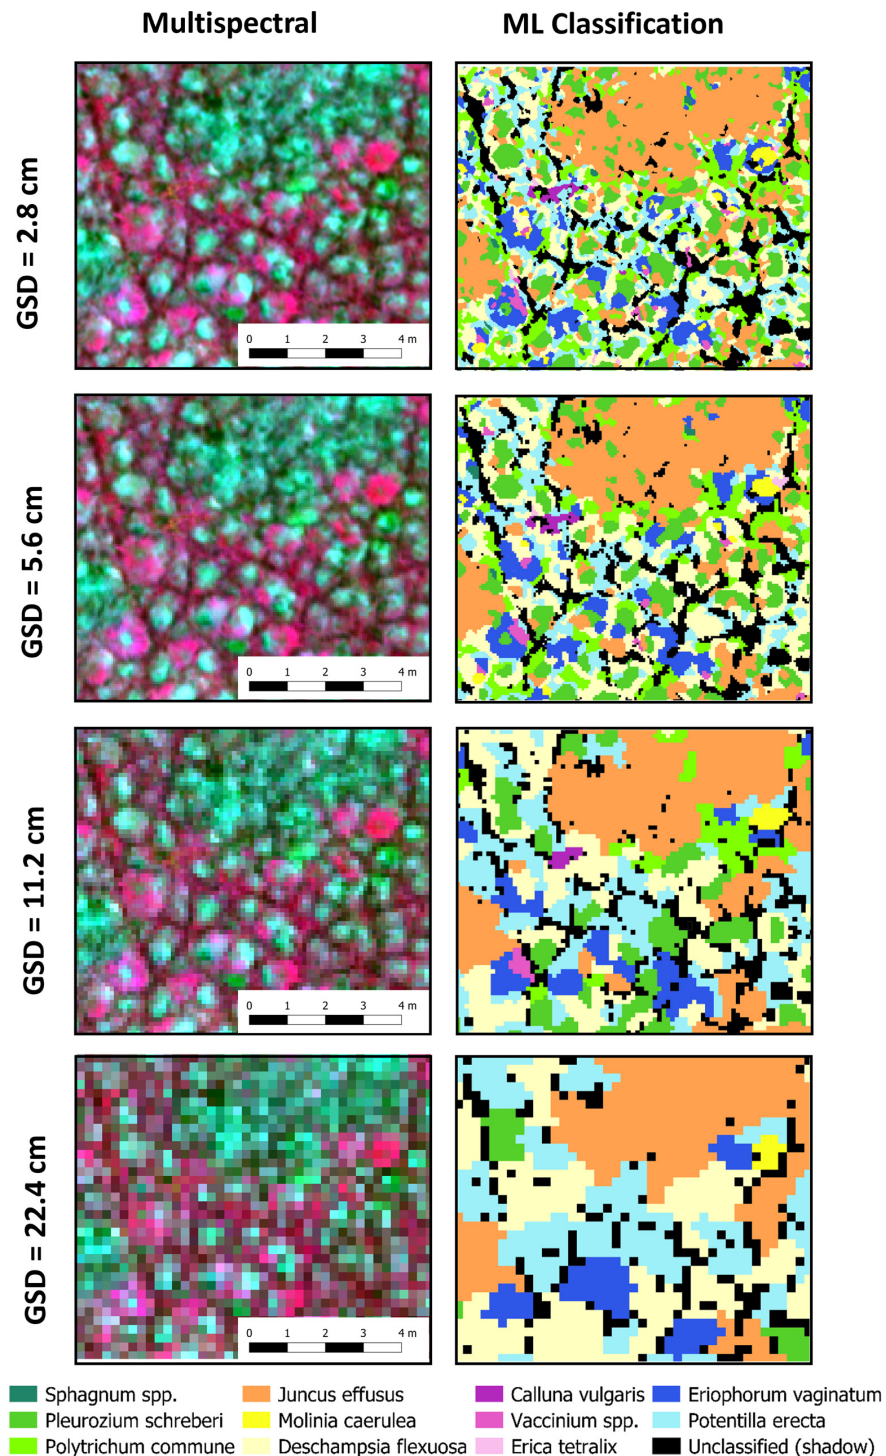 Multispectral ML Classification
GSD = 2.8 cm
0 1 2 3 4 m
GSD = 5.6 cm
0 1 2 3 4 m
GSD = 11.2 cm
0 1 2 3 4 m
GSD = 22.4 cm
0 1 2 3 4 m
Sphagnum spp. Juncus effusus Calluna vulgaris Eriophorum vaginatum
Pleurozium schreberi Molinia caerulea Vaccinium spp. Potentilla erecta
Polytrichum commune Deschampsia flexuosa Erica tetralix Unclassified (shadow)